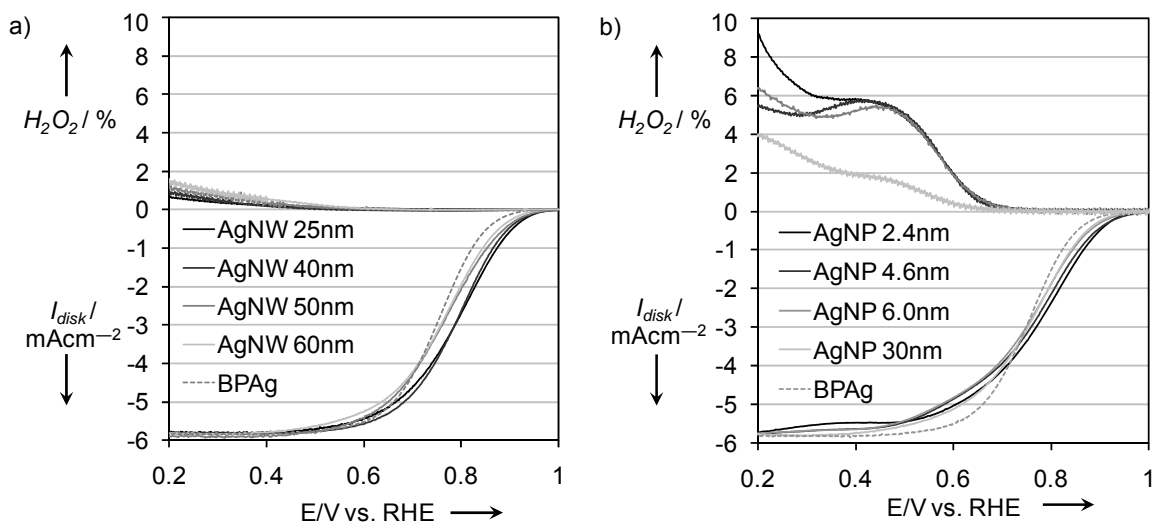 a)
10
8
6
H₂O₂ / %
4
2
0
-1
-2
I_disk /
mAcm⁻²
-3
-4
-5
-6
AgNW 25nm
AgNW 40nm
AgNW 50nm
AgNW 60nm
BPAg
0.2 0.4 0.6 0.8 1
E/V vs. RHE
b)
10
8
6
H₂O₂ / %
4
2
0
-1
-2
I_disk /
mAcm⁻²
-3
-4
-5
-6
AgNP 2.4nm
AgNP 4.6nm
AgNP 6.0nm
AgNP 30nm
BPAg
0.2 0.4 0.6 0.8 1
E/V vs. RHE